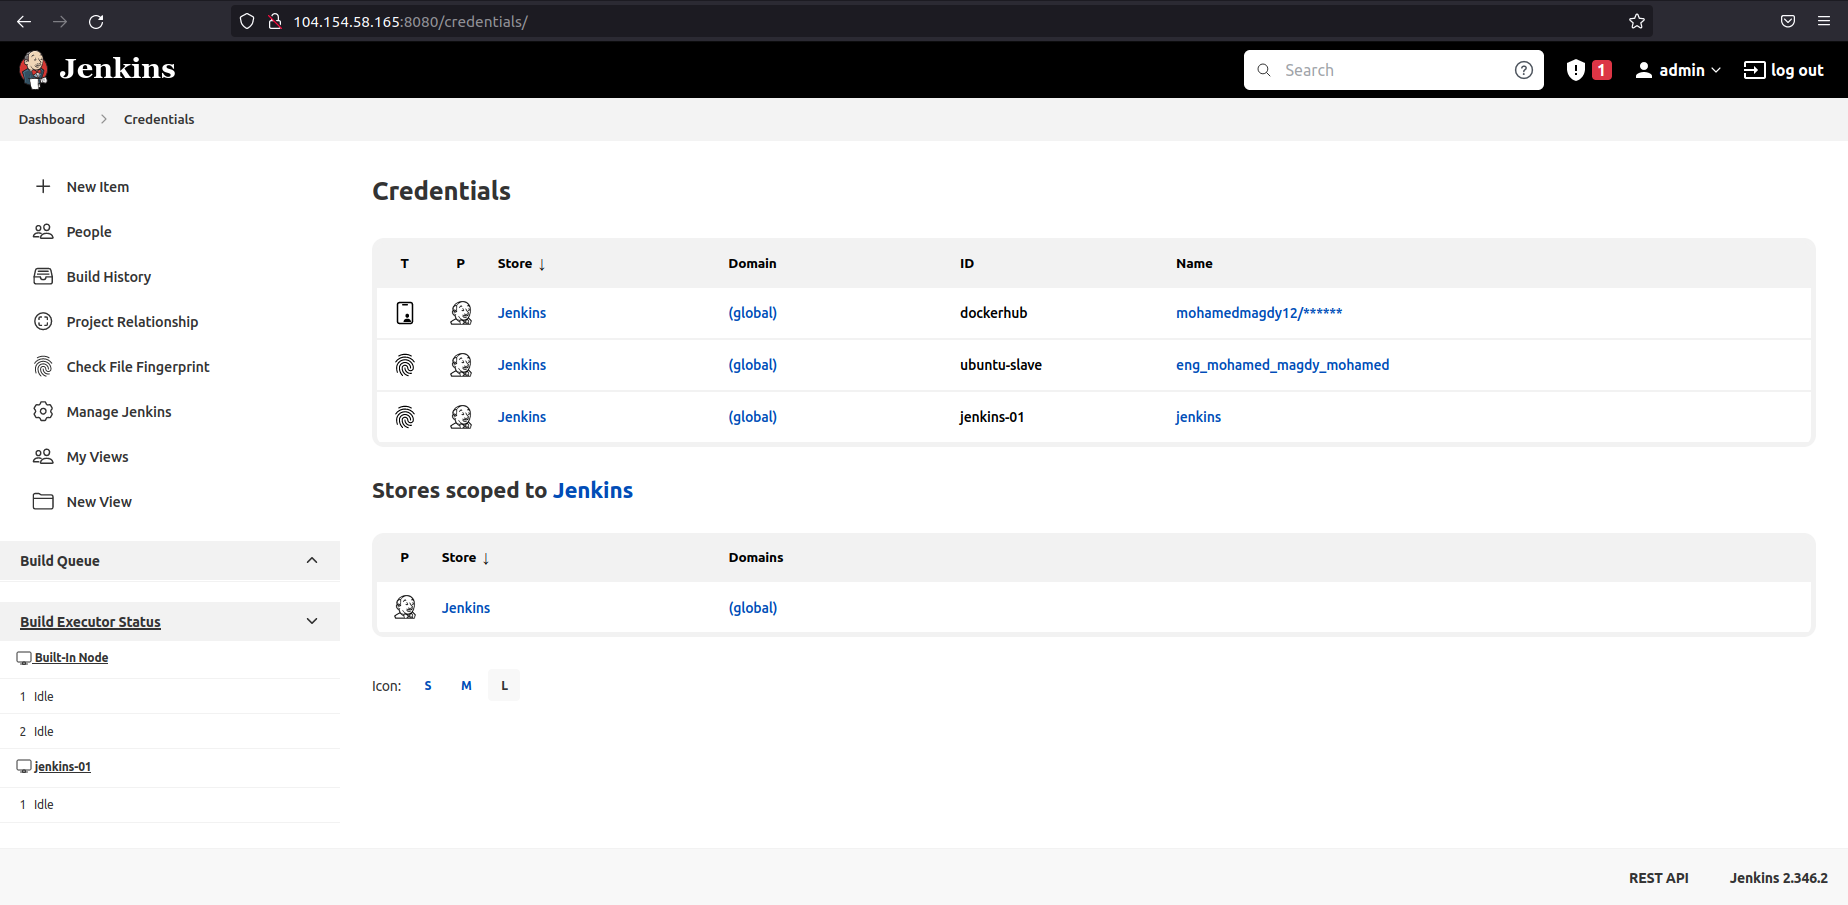 104.154.58.165:8080/credentials/
Jenkins
Search
1
admin
log out
Dashboard
Credentials
New Item
People
Build History
Project Relationship
Check File Fingerprint
Manage Jenkins
My Views
New View
Build Queue
Build Executor Status
Built-In Node
1 Idle
2 Idle
jenkins-01
1 Idle
Credentials
T P Store ↓ Domain ID Name
Jenkins (global) dockerhub mohamedmagdy12/******
Jenkins (global) ubuntu-slave eng_mohamed_magdy_mohamed
Jenkins (global) jenkins-01 jenkins
Stores scoped to Jenkins
P Store ↓ Domains
Jenkins (global)
Icon: S M L
REST API Jenkins 2.346.2